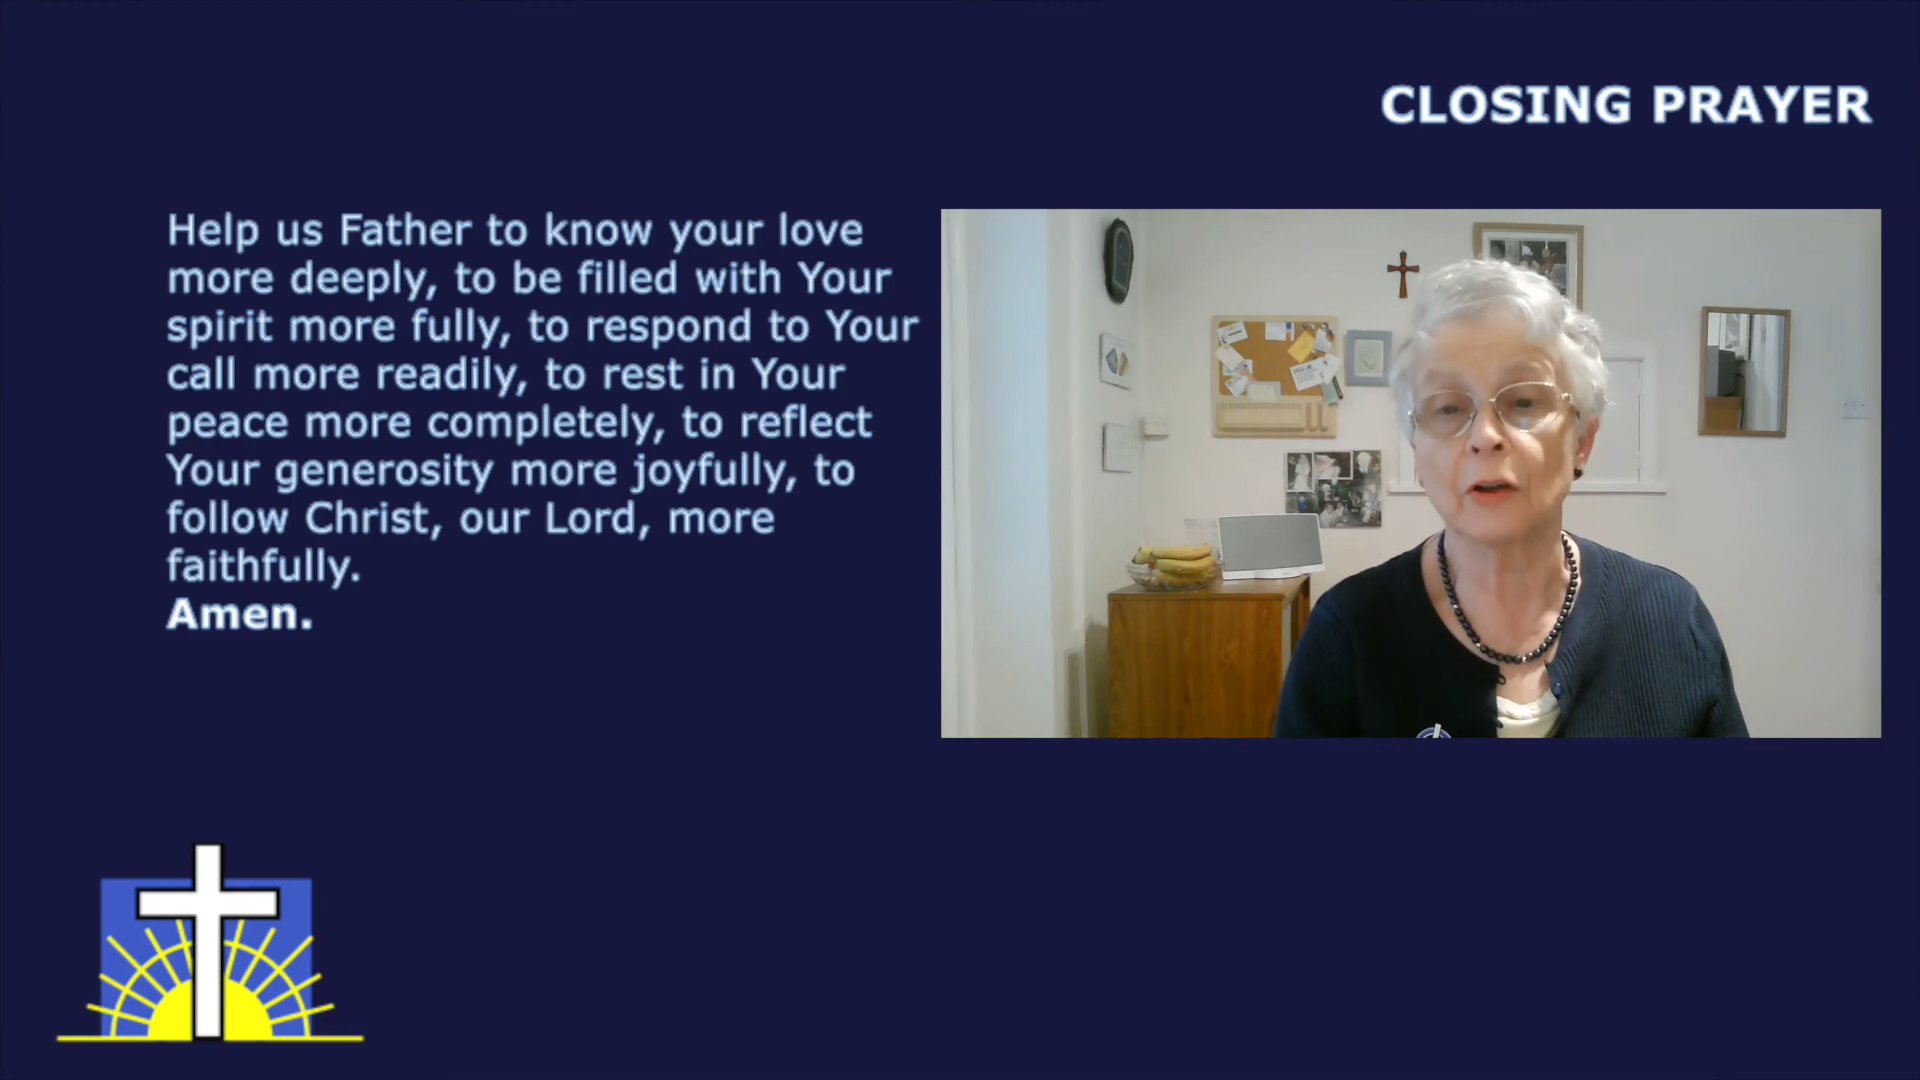 CLOSING PRAYER
Help us Father to know your love
more deeply, to be filled with Your
spirit more fully, to respond to Your
call more readily, to rest in Your
peace more completely, to reflect
Your generosity more joyfully, to
follow Christ, our Lord, more
faithfully.
Amen.